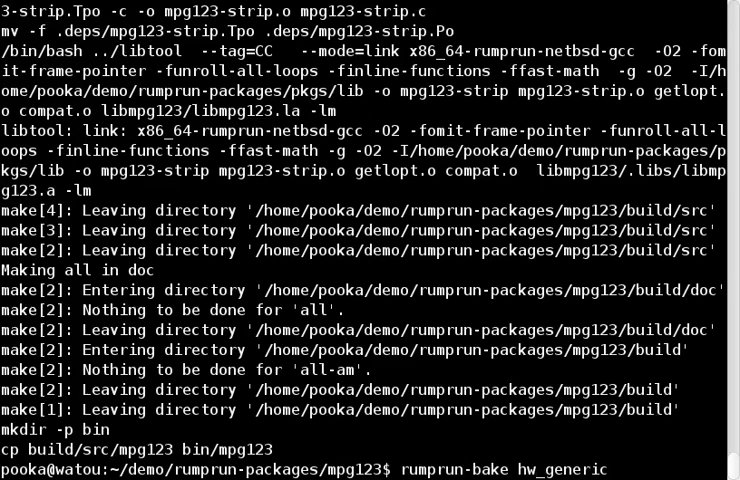 3-strip.Tpo -c -o mpg123-strip.o mpg123-strip.c
mv -f .deps/mpg123-strip.Tpo .deps/mpg123-strip.Po
/bin/bash ../libtool  --tag=CC   --mode=link x86_64-rumprun-netbsd-gcc  -O2 -fom
it-frame-pointer -funroll-all-loops -finline-functions -ffast-math  -g -O2  -I/h
ome/pooka/demo/rumprun-packages/pkgs/lib -o mpg123-strip mpg123-strip.o getlopt.
o compat.o libmpg123/libmpg123.la -lm
libtool: link: x86_64-rumprun-netbsd-gcc -O2 -fomit-frame-pointer -funroll-all-l
oops -finline-functions -ffast-math -g -O2 -I/home/pooka/demo/rumprun-packages/p
kgs/lib -o mpg123-strip mpg123-strip.o getlopt.o compat.o  libmpg123/.libs/libmp
g123.a -lm
make[4]: Leaving directory '/home/pooka/demo/rumprun-packages/mpg123/build/src'
make[3]: Leaving directory '/home/pooka/demo/rumprun-packages/mpg123/build/src'
make[2]: Leaving directory '/home/pooka/demo/rumprun-packages/mpg123/build/src'
Making all in doc
make[2]: Entering directory '/home/pooka/demo/rumprun-packages/mpg123/build/doc'
make[2]: Nothing to be done for 'all'.
make[2]: Leaving directory '/home/pooka/demo/rumprun-packages/mpg123/build/doc'
make[2]: Entering directory '/home/pooka/demo/rumprun-packages/mpg123/build'
make[2]: Nothing to be done for 'all-am'.
make[2]: Leaving directory '/home/pooka/demo/rumprun-packages/mpg123/build'
make[1]: Leaving directory '/home/pooka/demo/rumprun-packages/mpg123/build'
mkdir -p bin
cp build/src/mpg123 bin/mpg123
pooka@watou:~/demo/rumprun-packages/mpg123$ rumprun-bake hw_generic